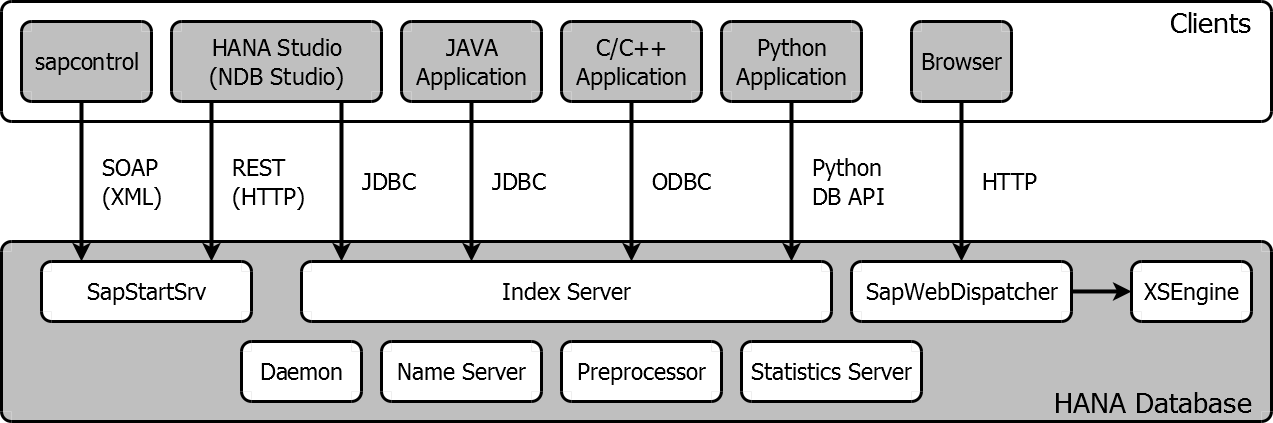 Clients
sapcontrol
HANA Studio
(NDB Studio)
JAVA
Application
C/C++
Application
Python
Application
Browser
SOAP
(XML)
REST
(HTTP)
JDBC
JDBC
ODBC
Python
DB API
HTTP
SapStartSrv
Index Server
SapWebDispatcher
XSEngine
Daemon
Name Server
Preprocessor
Statistics Server
HANA Database